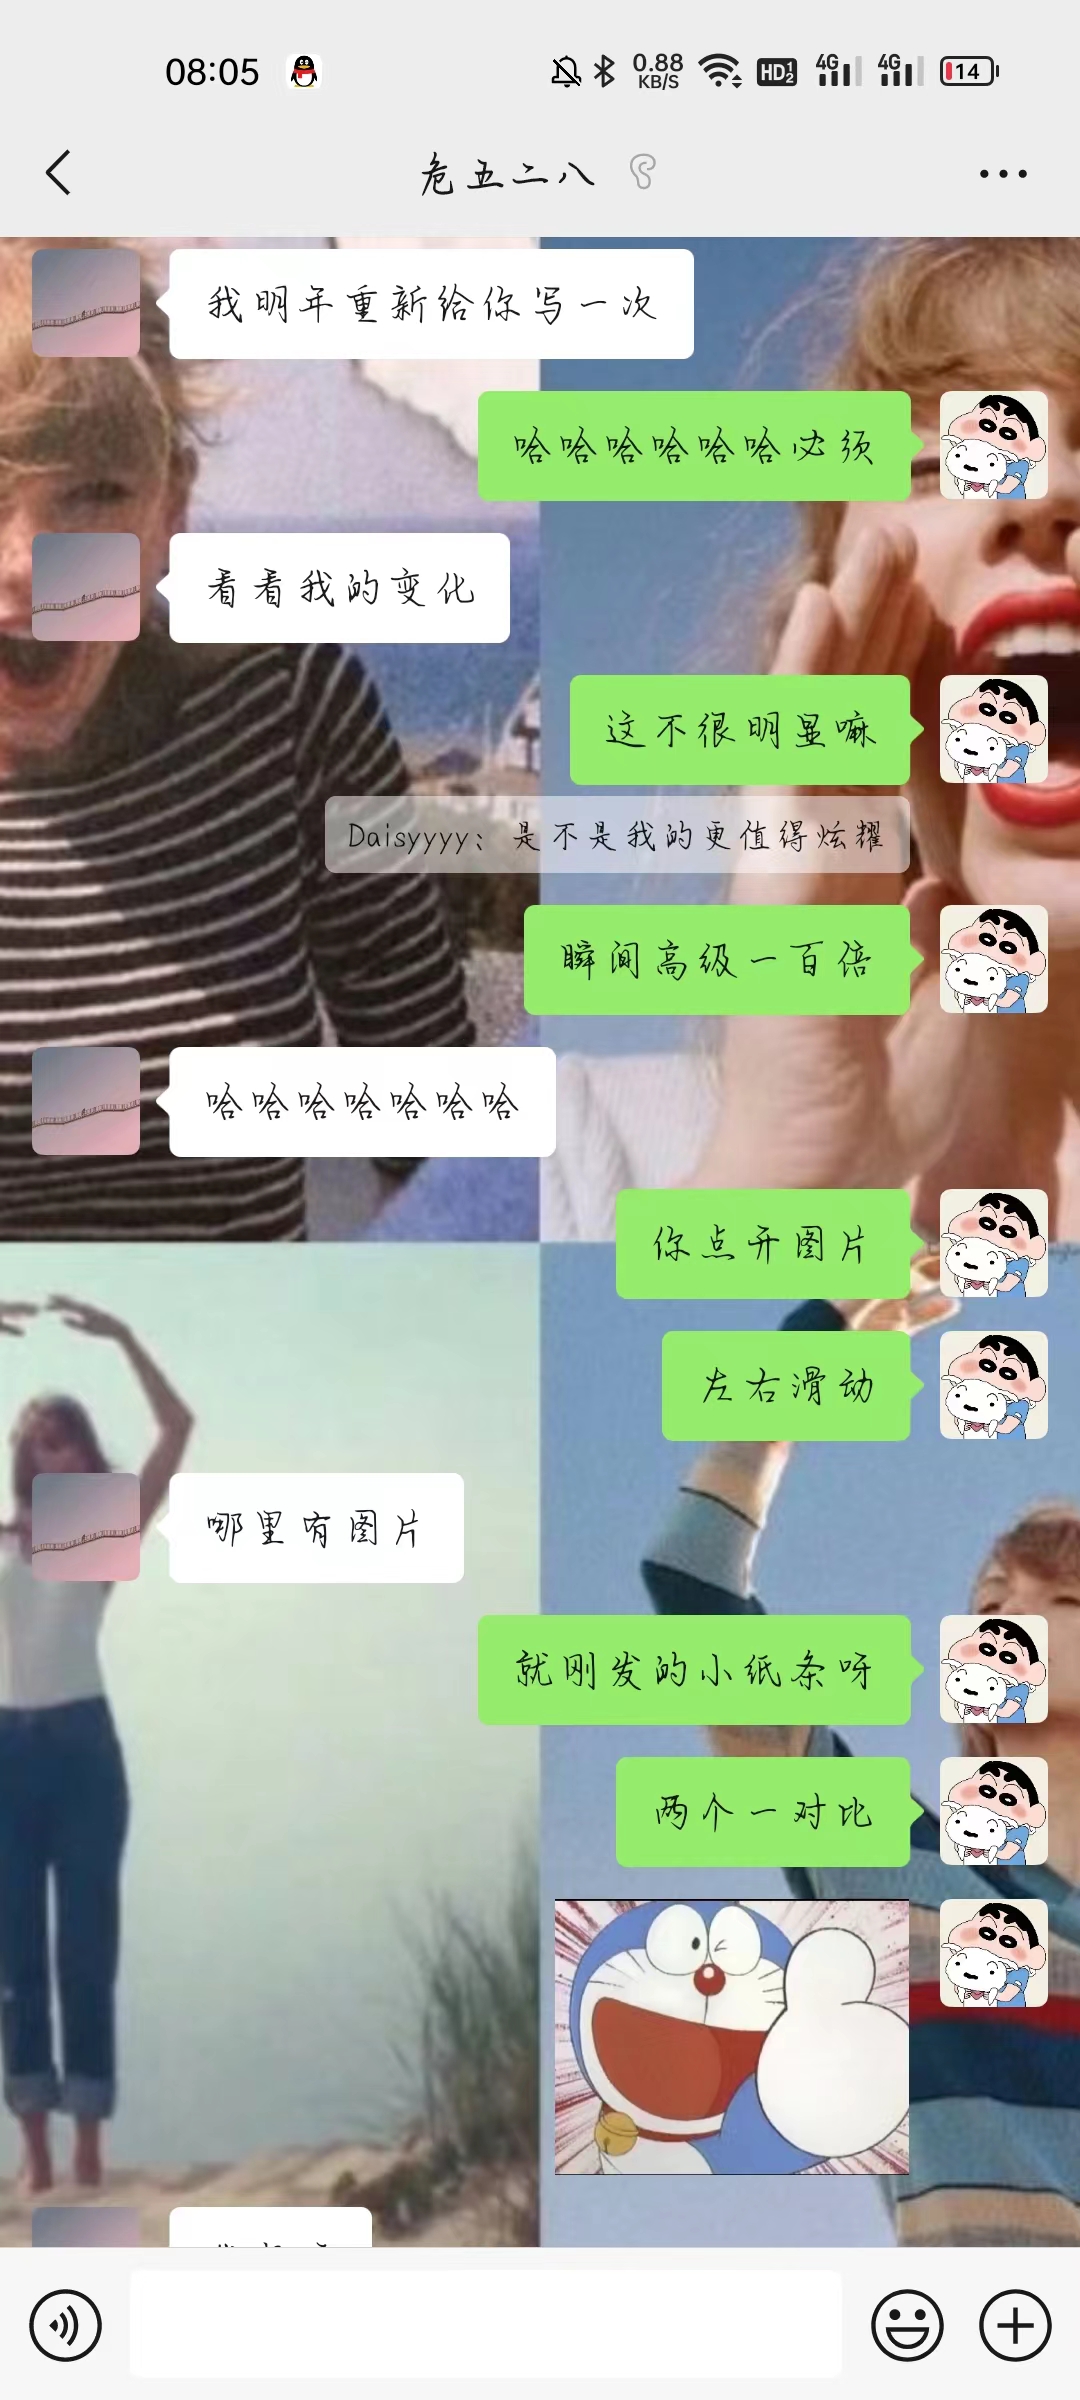 08:05
0.88
KB/S
HD 1 2
4G
4G
14
危五二八
我明年重新给你写一次
哈哈哈哈哈哈必须
看看我的变化
这不很明显嘛
Daisyyyy：是不是我的更值得炫耀
瞬间高级一百倍
哈哈哈哈哈哈哈
你点开图片
左右滑动
哪里有图片
就刚发的小纸条呀
两个一对比